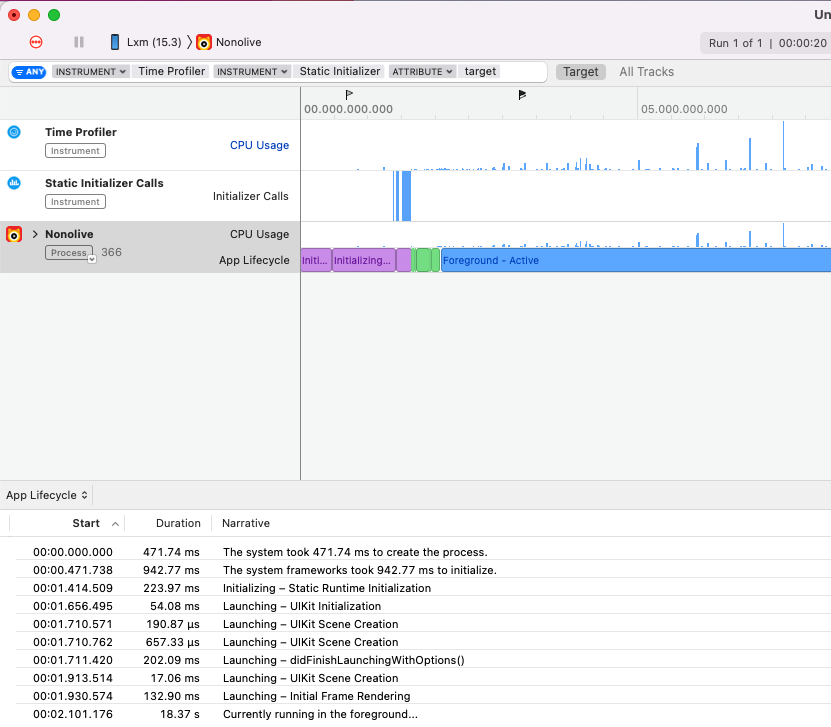 Un
Lxm (15.3) 〉 Nonolive
Run 1 of 1 | 00:00:20
ANY INSTRUMENT Time Profiler INSTRUMENT Static Initializer ATTRIBUTE target Target All Tracks
00.000.000.000 05.000.000.000
Time Profiler
Instrument
CPU Usage
Static Initializer Calls
Instrument
Initializer Calls
Nonolive
CPU Usage
Process 366
App Lifecycle
Initi... Initializing... Foreground - Active
App Lifecycle
Start Duration Narrative
00:00.000.000 471.74 ms The system took 471.74 ms to create the process.
00:00.471.738 942.77 ms The system frameworks took 942.77 ms to initialize.
00:01.414.509 223.97 ms Initializing – Static Runtime Initialization
00:01.656.495 54.08 ms Launching – UIKit Initialization
00:01.710.571 190.87 µs Launching – UIKit Scene Creation
00:01.710.762 657.33 µs Launching – UIKit Scene Creation
00:01.711.420 202.09 ms Launching – didFinishLaunchingWithOptions()
00:01.913.514 17.06 ms Launching – UIKit Scene Creation
00:01.930.574 132.90 ms Launching – Initial Frame Rendering
00:02.101.176 18.37 s Currently running in the foreground...